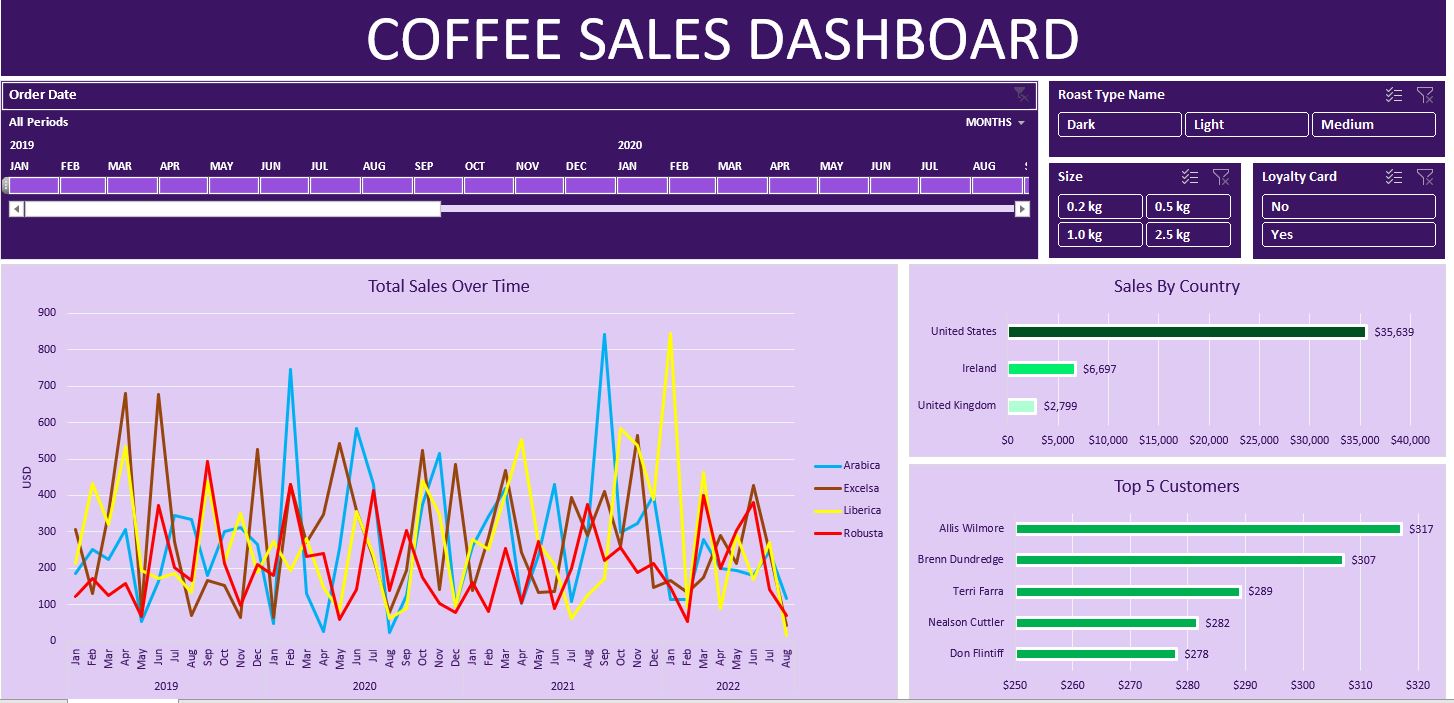 COFFEE SALES DASHBOARD
Order Date
All Periods
MONTHS
2019 2020
JAN FEB MAR APR MAY JUN JUL AUG SEP OCT NOV DEC JAN FEB MAR APR MAY JUN JUL AUG
Roast Type Name
Dark Light Medium
Size
0.2 kg 0.5 kg
1.0 kg 2.5 kg
Loyalty Card
No
Yes
Total Sales Over Time
900
800
700
600
500
400
300
200
100
0
USD
Jan Feb Mar Apr May Jun Jul Aug Sep Oct Nov Dec Jan Feb Mar Apr May Jun Jul Aug Sep Oct Nov Dec Jan Feb Mar Apr May Jun Jul Aug Sep Oct Nov Dec Jan Feb Mar Apr May Jun Jul Aug
2019 2020 2021 2022
Arabica
Excelsa
Liberica
Robusta
Sales By Country
United States $35,639
Ireland $6,697
United Kingdom $2,799
$0 $5,000 $10,000 $15,000 $20,000 $25,000 $30,000 $35,000 $40,000
Top 5 Customers
Allis Wilmore $317
Brenn Dundredge $307
Terri Farra $289
Nealson Cuttler $282
Don Flintiff $278
$250 $260 $270 $280 $290 $300 $310 $320